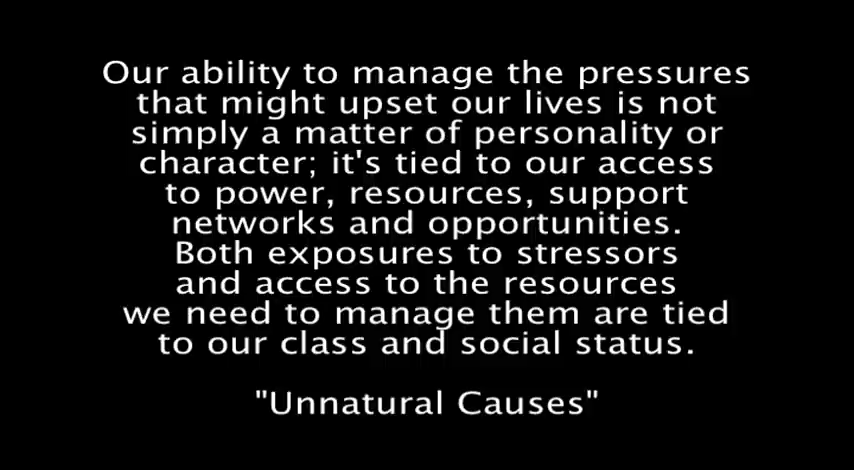 Our ability to manage the pressures
that might upset our lives is not
simply a matter of personality or
character; it's tied to our access
to power, resources, support
networks and opportunities.
Both exposures to stressors
and access to the resources
we need to manage them are tied
to our class and social status.
"Unnatural Causes"